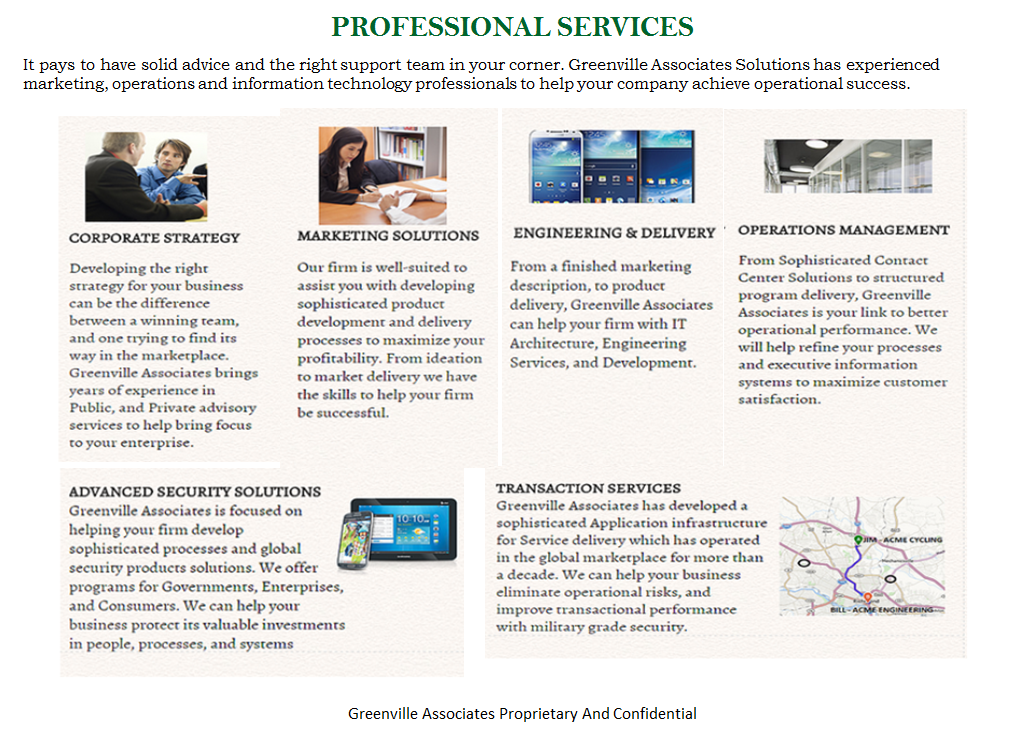 PROFESSIONAL SERVICES
It pays to have solid advice and the right support team in your corner. Greenville Associates Solutions has experienced
marketing, operations and information technology professionals to help your company achieve operational success.
CORPORATE STRATEGY
Developing the right
strategy for your business
can be the difference
between a winning team,
and one trying to find its
way in the marketplace.
Greenville Associates brings
years of experience in
Public, and Private advisory
services to help bring focus
to your enterprise.
MARKETING SOLUTIONS
Our firm is well-suited to
assist you with developing
sophisticated product
development and delivery
processes to maximize your
profitability. From ideation
to market delivery we have
the skills to help your firm
be successful.
ENGINEERING & DELIVERY
From a finished marketing
description, to product
delivery, Greenville Associates
can help your firm with IT
Architecture, Engineering
Services, and Development.
OPERATIONS MANAGEMENT
From Sophisticated Contact
Center Solutions to structured
program delivery, Greenville
Associates is your link to better
operational performance. We
will help refine your processes
and executive information
systems to maximize customer
satisfaction.
ADVANCED SECURITY SOLUTIONS
Greenville Associates is focused on
helping your firm develop
sophisticated processes and global
security products solutions. We offer
programs for Governments, Enterprises,
and Consumers. We can help your
business protect its valuable investments
in people, processes, and systems
10:10
TRANSACTION SERVICES
Greenville Associates has developed a
sophisticated Application infrastructure
for Service delivery which has operated
in the global marketplace for more than
a decade. We can help your business
eliminate operational risks, and
improve transactional performance
with military grade security.
JIM - ACME CYCLING
BILL - ACME ENGINEERING
Greenville Associates Proprietary And Confidential